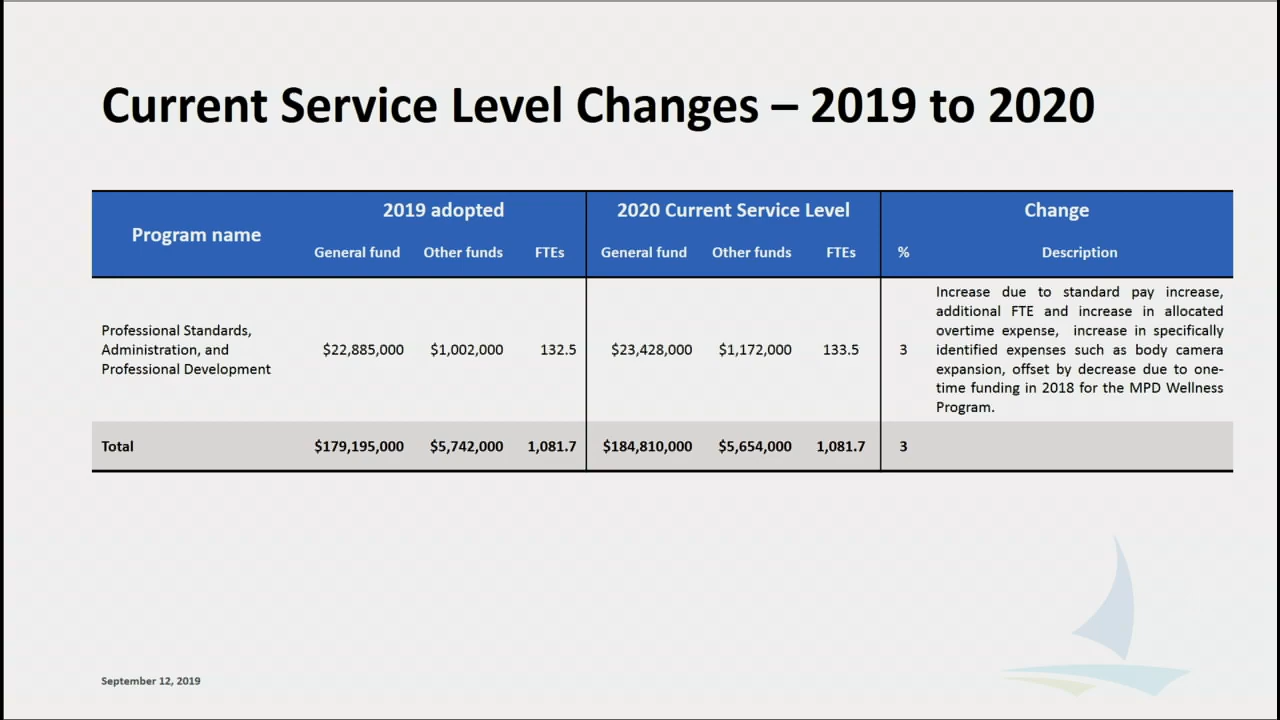 Current Service Level Changes – 2019 to 2020
Program name
2019 adopted
2020 Current Service Level
Change
General fund
Other funds
FTEs
General fund
Other funds
FTEs
%
Description
Professional Standards,
Administration, and
Professional Development
$22,885,000
$1,002,000
132.5
$23,428,000
$1,172,000
133.5
3
Increase due to standard pay increase,
additional FTE and increase in allocated
overtime expense, increase in specifically
identified expenses such as body camera
expansion, offset by decrease due to one-
time funding in 2018 for the MPD Wellness
Program.
Total
$179,195,000
$5,742,000
1,081.7
$184,810,000
$5,654,000
1,081.7
3
September 12, 2019